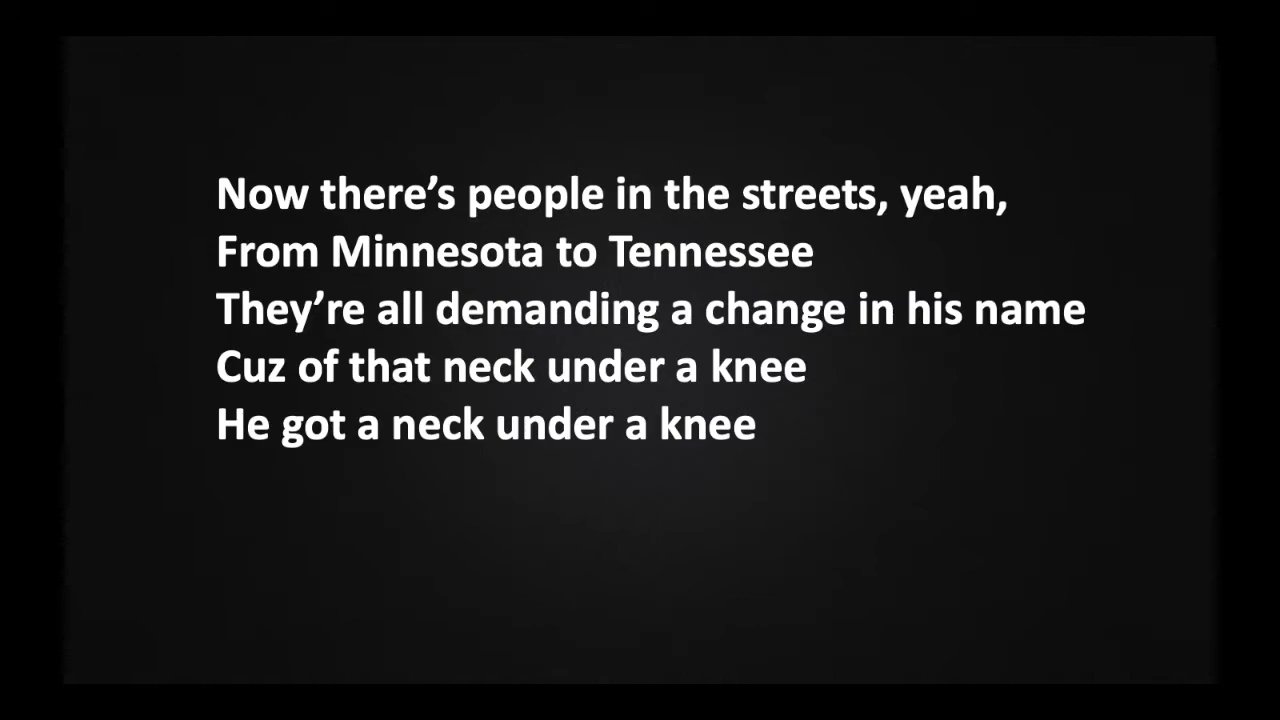 Now there’s people in the streets, yeah,
From Minnesota to Tennessee
They’re all demanding a change in his name
Cuz of that neck under a knee
He got a neck under a knee